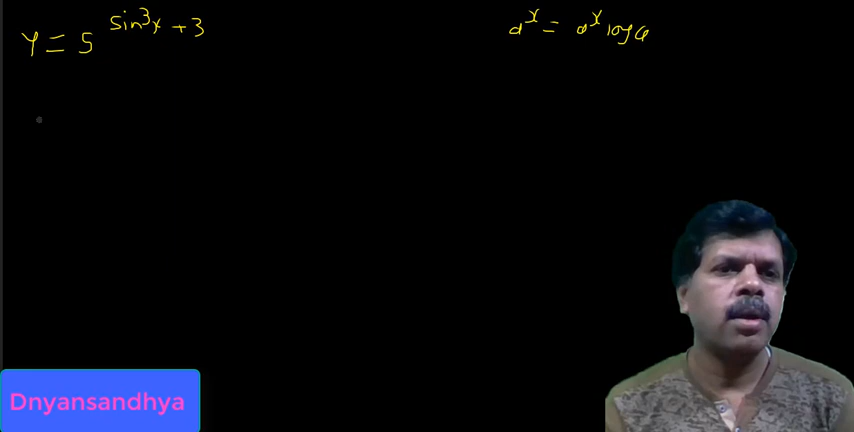 y = 5^{sin³x + 3}
a^x = a^x log a
Dnyansandhya